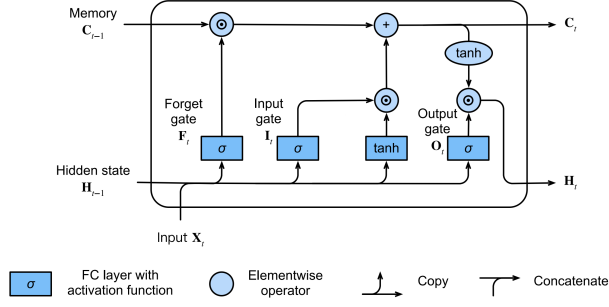 Memory
C_{t-1}
C_t
tanh
Forget
gate
F_t
Input
gate
I_t
Output
gate
O_t
σ
σ
tanh
σ
Hidden state
H_{t-1}
H_t
Input X_t
σ
FC layer with
activation function
Elementwise
operator
Copy
Concatenate